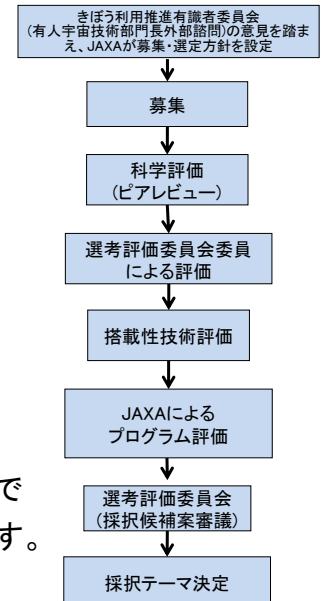 きぼう利用推進有識者委員会
(有人宇宙技術部門長外部諮問)の意見を踏ま
え、JAXAが募集・選定方針を設定
募集
科学評価
(ピアレビュー)
選考評価委員会委員
による評価
搭載性技術評価
JAXAによる
プログラム評価
で
す。
選考評価委員会
(採択候補案審議)
採択テーマ決定